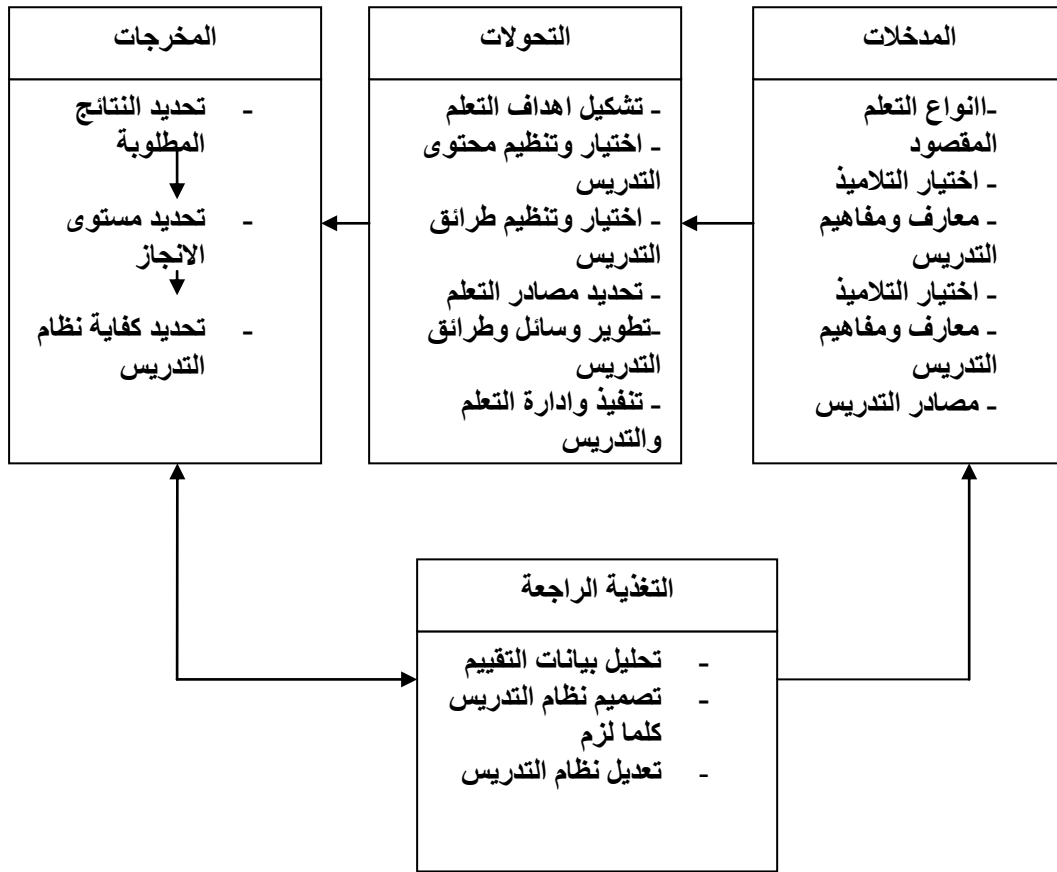 المدخلات
-اانواع التعلم
المقصود
- اختيار التلاميذ
- معارف ومفاهيم
التدريس
- اختيار التلاميذ
- معارف ومفاهيم
التدريس
- مصادر التدريس
التحولات
- تشكيل اهداف التعلم
- اختيار وتنظيم محتوى
التدريس
- اختيار وتنظيم طرائق
التدريس
- تحديد مصادر التعلم
-تطوير وسائل وطرائق
التدريس
- تنفيذ وادارة التعلم
والتدريس
المخرجات
- تحديد النتائج
المطلوبة
- تحديد مستوى
الانجاز
- تحديد كفاية نظام
التدريس
التغذية الراجعة
- تحليل بيانات التقييم
- تصميم نظام التدريس
كلما لزم
- تعديل نظام التدريس